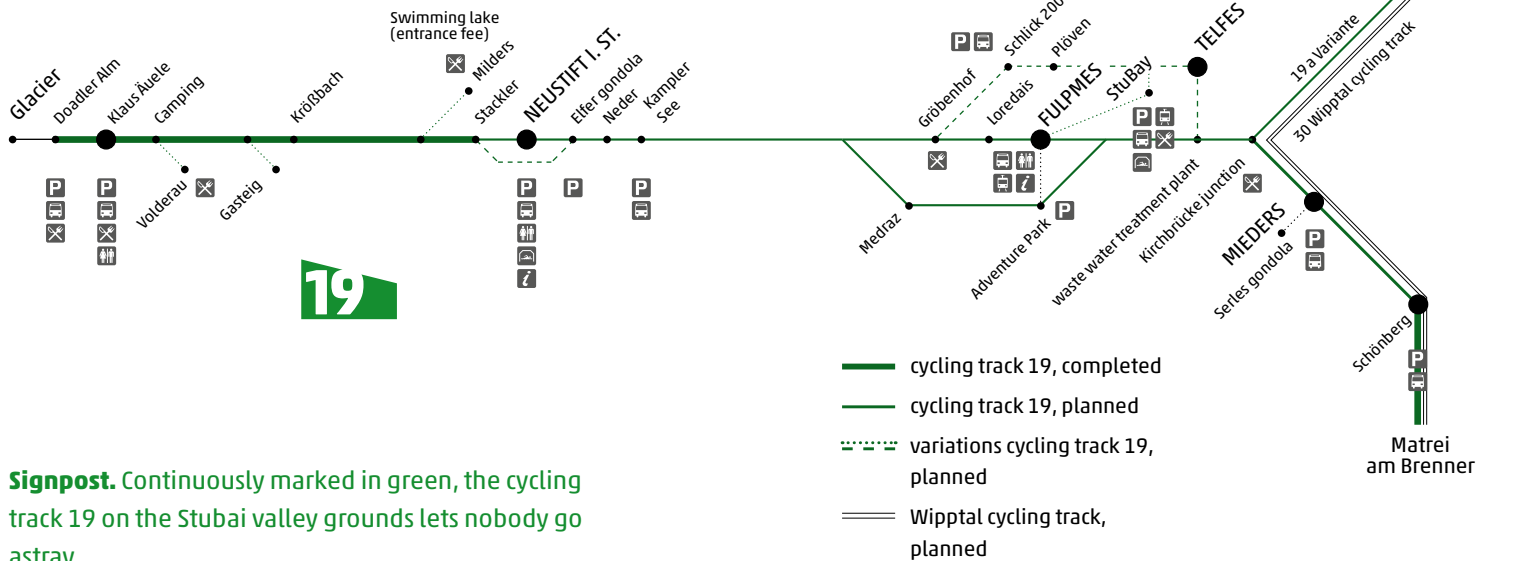 Swimming lake
(entrance fee)
Glacier
Doadler Alm
Klaus Äuele
Camping
Krößbach
Milders
Stackler
NEUSTIFT I. ST.
Elfer gondola
Neder
Kampler
See
Gröbenhof
Schlick 200
Loredais
Plöven
FULPMES
StuBay
TELFES
19 a Variante
30 Wipptal cycling track
Volderau
Gasteig
Medraz
Adventure Park
waste water treatment plant
Kirchbrücke junction
MIEDERS
Serles gondola
Schönberg
Matrei
am Brenner
P
P
P
P
P
P
P
P
P
P
i
i
19
cycling track 19, completed
cycling track 19, planned
variations cycling track 19,
planned
Wipptal cycling track,
planned
Signpost. Continuously marked in green, the cycling
track 19 on the Stubai valley grounds lets nobody go
astray